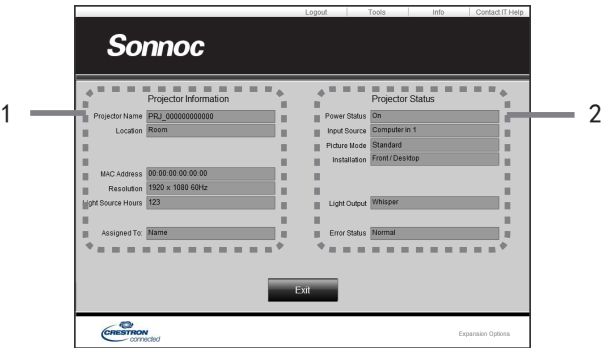 Logout Tools Info Contact IT Help
Sonnoc
1
2
Projector Information
Projector Name PRJ_000000000000
Location Room
MAC Address 00:00:00:00:00:00
Resolution 1920 x 1080 60Hz
Light Source Hours 123
Assigned To: Name
Projector Status
Power Status On
Input Source Computer in 1
Picture Mode Standard
Installation Front / Desktop
Light Output Whisper
Error Status Normal
Exit
CRESTRON
connected
Expansion Options